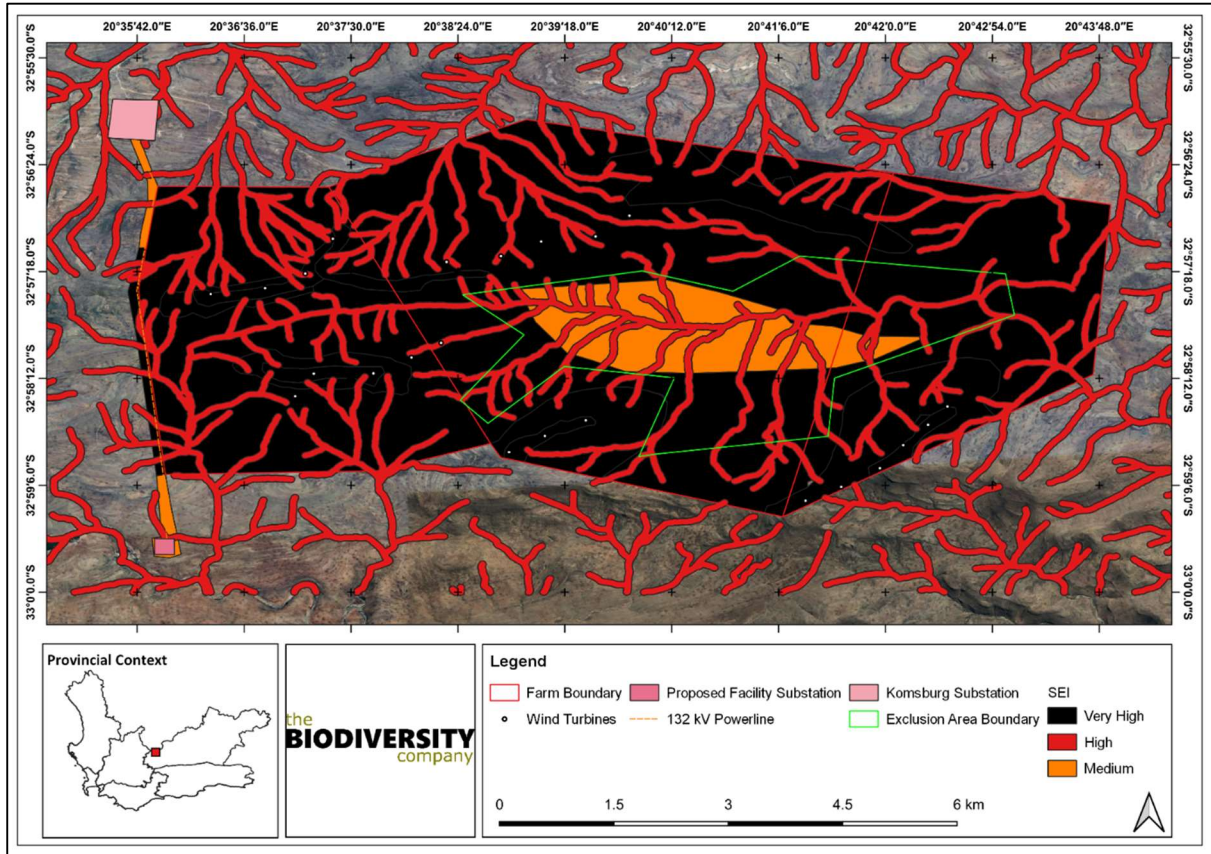 20°35'42.0"E 20°36'36.0"E 20°37'30.0"E 20°38'24.0"E 20°39'18.0"E 20°40'12.0"E 20°41'6.0"E 20°42'0.0"E 20°42'54.0"E 20°43'48.0"E
32°55'30.0"S
32°56'24.0"S
32°57'18.0"S
32°58'12.0"S
32°59'6.0"S
33°0'0.0"S
32°55'30.0"S
32°56'24.0"S
32°57'18.0"S
32°58'12.0"S
32°59'6.0"S
33°0'0.0"S
Provincial Context
the
BIODIVERSITY
company
Legend
Farm Boundary Proposed Facility Substation Komsburg Substation SEI
Wind Turbines 132 kV Powerline Exclusion Area Boundary Very High
High
Medium
0 1.5 3 4.5 6 km